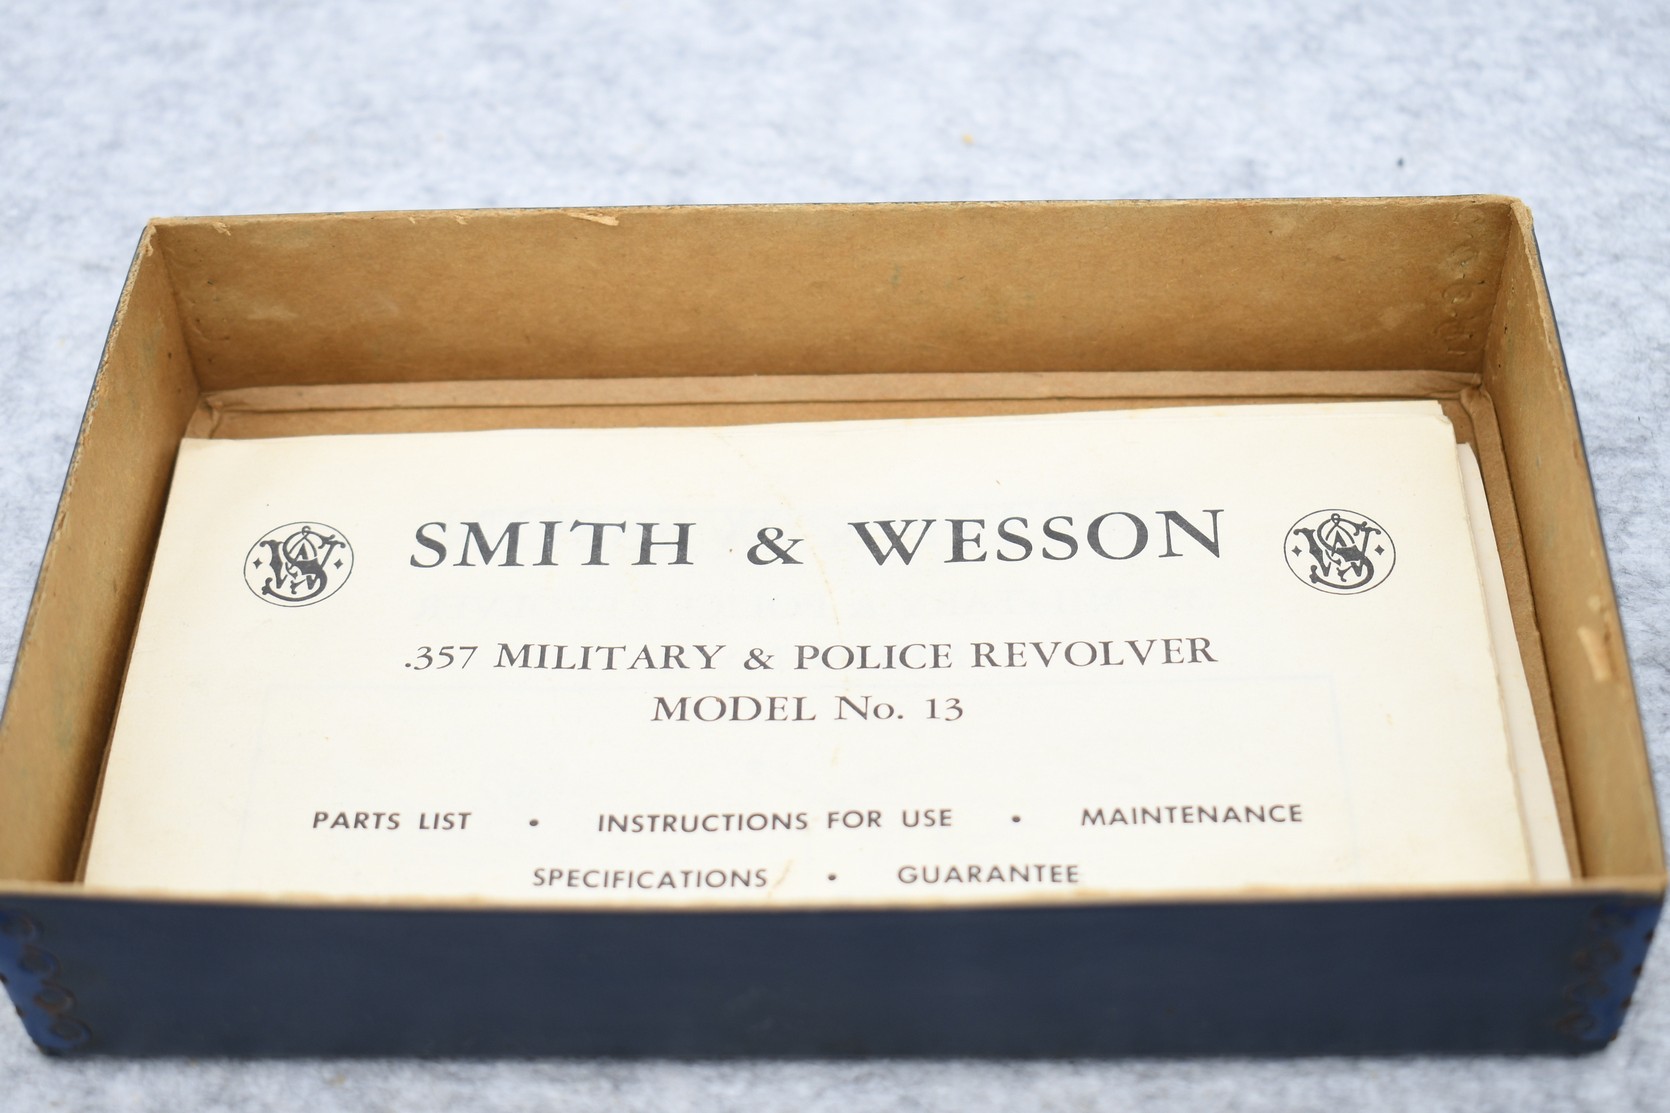 SMITH & WESSON
.357 MILITARY & POLICE REVOLVER
MODEL No. 13
PARTS LIST • INSTRUCTIONS FOR USE • MAINTENANCE
SPECIFICATIONS • GUARANTEE